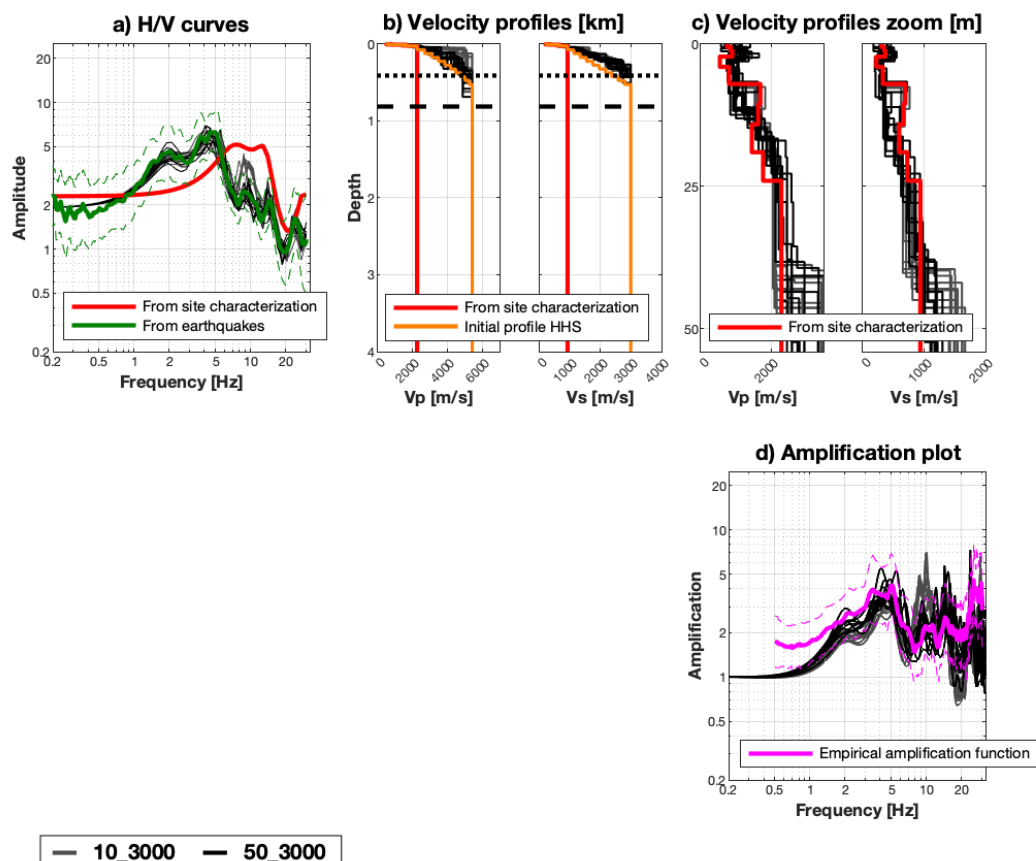 a) H/V curves
20
10
5
2
1
0.5
0.2
Amplitude
0.2 0.5 1 2 5 10 20
Frequency [Hz]
From site characterization
From earthquakes
b) Velocity profiles [km]
0
1
2
3
4
Depth
2000 4000 6000
Vp [m/s]
0 1000 2000 3000 4000
Vs [m/s]
From site characterization
Initial profile HHS
c) Velocity profiles zoom [m]
0
25
50
0 2000
Vp [m/s]
0 1000 2000
Vs [m/s]
From site characterization
d) Amplification plot
20
10
5
2
1
0.5
0.2
Amplification
0.2 0.5 1 2 5 10 20
Frequency [Hz]
Empirical amplification function
10_3000 50_3000